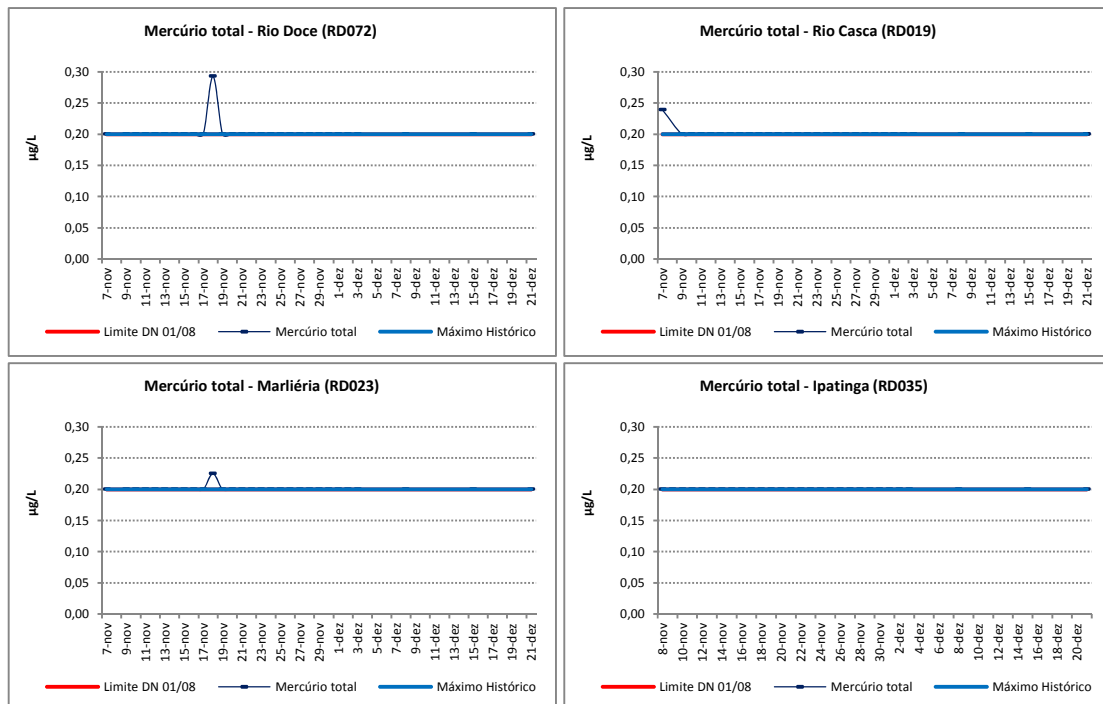 Mercúrio total - Rio Doce (RD072)
0,30
0,25
0,20
0,15
0,10
0,05
0,00
µg/L
7-nov
9-nov
11-nov
13-nov
15-nov
17-nov
19-nov
21-nov
23-nov
25-nov
27-nov
29-nov
1-dez
3-dez
5-dez
7-dez
9-dez
11-dez
13-dez
15-dez
17-dez
19-dez
21-dez
Limite DN 01/08 Mercúrio total Máximo Histórico
Mercúrio total - Rio Casca (RD019)
0,30
0,25
0,20
0,15
0,10
0,05
0,00
µg/L
7-nov
9-nov
11-nov
13-nov
15-nov
17-nov
19-nov
21-nov
23-nov
25-nov
27-nov
29-nov
1-dez
3-dez
5-dez
7-dez
9-dez
11-dez
13-dez
15-dez
17-dez
19-dez
21-dez
Limite DN 01/08 Mercúrio total Máximo Histórico
Mercúrio total - Marliéria (RD023)
0,30
0,25
0,20
0,15
0,10
0,05
0,00
µg/L
7-nov
9-nov
11-nov
13-nov
15-nov
17-nov
19-nov
21-nov
23-nov
25-nov
27-nov
29-nov
1-dez
3-dez
5-dez
7-dez
9-dez
11-dez
13-dez
15-dez
17-dez
19-dez
21-dez
Limite DN 01/08 Mercúrio total Máximo Histórico
Mercúrio total - Ipatinga (RD035)
0,30
0,25
0,20
0,15
0,10
0,05
0,00
µg/L
8-nov
10-nov
12-nov
14-nov
16-nov
18-nov
20-nov
22-nov
24-nov
26-nov
28-nov
30-nov
2-dez
4-dez
6-dez
8-dez
10-dez
12-dez
14-dez
16-dez
18-dez
20-dez
Limite DN 01/08 Mercúrio total Máximo Histórico